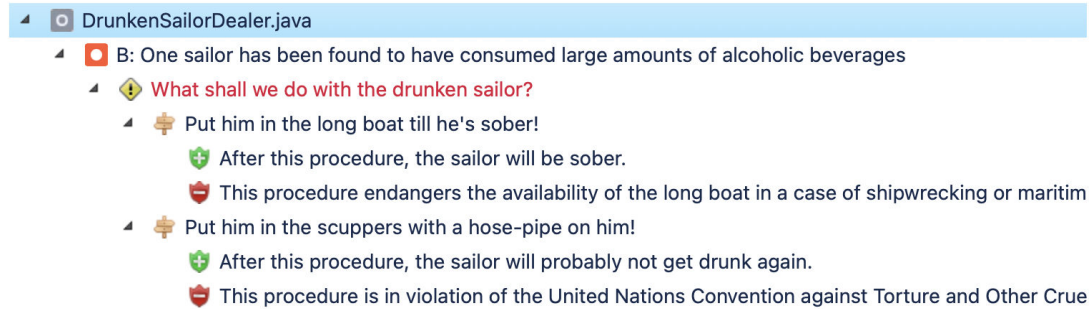 DrunkenSailorDealer.java
B: One sailor has been found to have consumed large amounts of alcoholic beverages
What shall we do with the drunken sailor?
Put him in the long boat till he's sober!
After this procedure, the sailor will be sober.
This procedure endangers the availability of the long boat in a case of shipwrecking or maritim
Put him in the scuppers with a hose-pipe on him!
After this procedure, the sailor will probably not get drunk again.
This procedure is in violation of the United Nations Convention against Torture and Other Crue